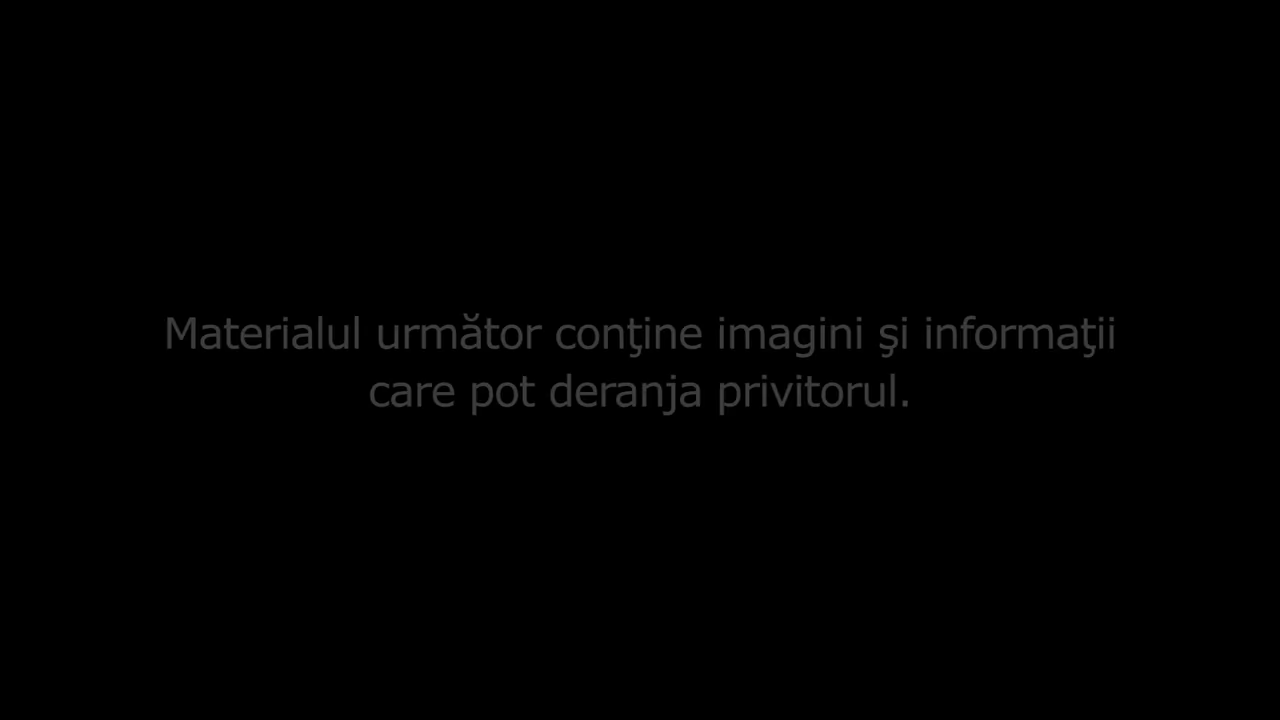 Materialul următor conţine imagini şi informaţii
care pot deranja privitorul.